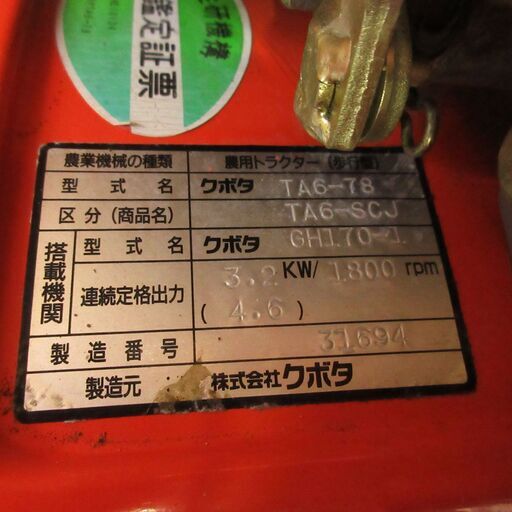 検定証票
農業機械の種類 農用トラクター(歩行型)
型式名 クボタ TA6-78
区分(商品名) TA6-SCJ
搭載機関 型式名 クボタ GH170-1
連続定格出力 3.2 KW/ 1800 rpm
( 4.6 )
製造番号 31694
製造元: 株式会社クボタ